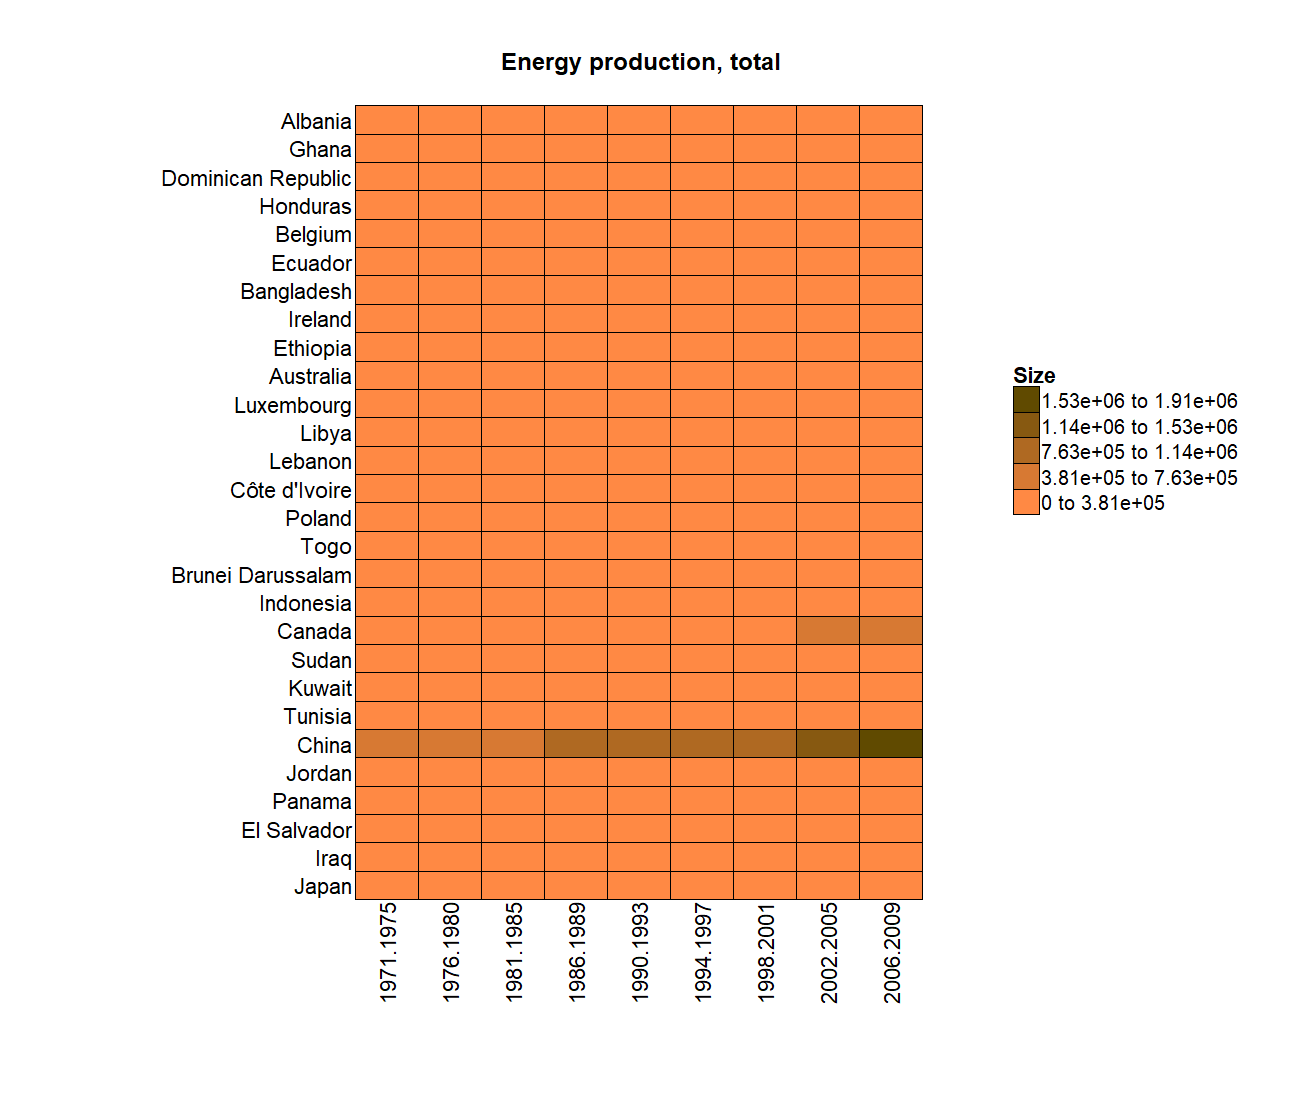 Energy production, total
Albania
Ghana
Dominican Republic
Honduras
Belgium
Ecuador
Bangladesh
Ireland
Ethiopia
Australia
Luxembourg
Libya
Lebanon
Côte d'Ivoire
Poland
Togo
Brunei Darussalam
Indonesia
Canada
Sudan
Kuwait
Tunisia
China
Jordan
Panama
El Salvador
Iraq
Japan
1971.1975
1976.1980
1981.1985
1986.1989
1990.1993
1994.1997
1998.2001
2002.2005
2006.2009
Size
1.53e+06 to 1.91e+06
1.14e+06 to 1.53e+06
7.63e+05 to 1.14e+06
3.81e+05 to 7.63e+05
0 to 3.81e+05